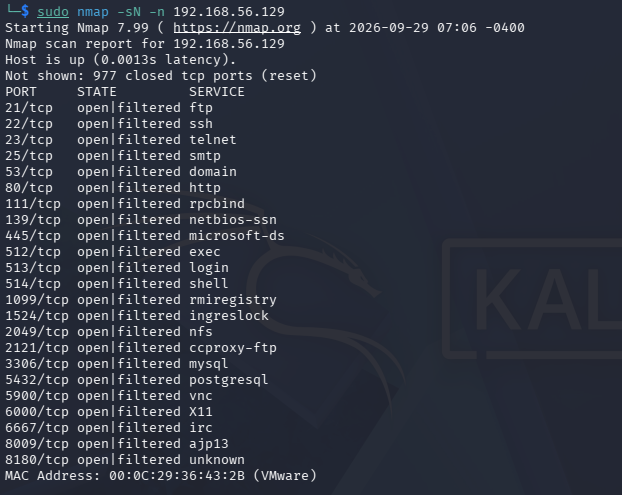 └─$ sudo nmap -sN -n 192.168.56.129
Starting Nmap 7.99 ( https://nmap.org ) at 2026-09-29 07:06 -0400
Nmap scan report for 192.168.56.129
Host is up (0.0013s latency).
Not shown: 977 closed tcp ports (reset)
PORT     STATE         SERVICE
21/tcp   open|filtered ftp
22/tcp   open|filtered ssh
23/tcp   open|filtered telnet
25/tcp   open|filtered smtp
53/tcp   open|filtered domain
80/tcp   open|filtered http
111/tcp  open|filtered rpcbind
139/tcp  open|filtered netbios-ssn
445/tcp  open|filtered microsoft-ds
512/tcp  open|filtered exec
513/tcp  open|filtered login
514/tcp  open|filtered shell
1099/tcp open|filtered rmiregistry
1524/tcp open|filtered ingreslock
2049/tcp open|filtered nfs
2121/tcp open|filtered ccproxy-ftp
3306/tcp open|filtered mysql
5432/tcp open|filtered postgresql
5900/tcp open|filtered vnc
6000/tcp open|filtered X11
6667/tcp open|filtered irc
8009/tcp open|filtered ajp13
8180/tcp open|filtered unknown
MAC Address: 00:0C:29:36:43:2B (VMware)
KAL